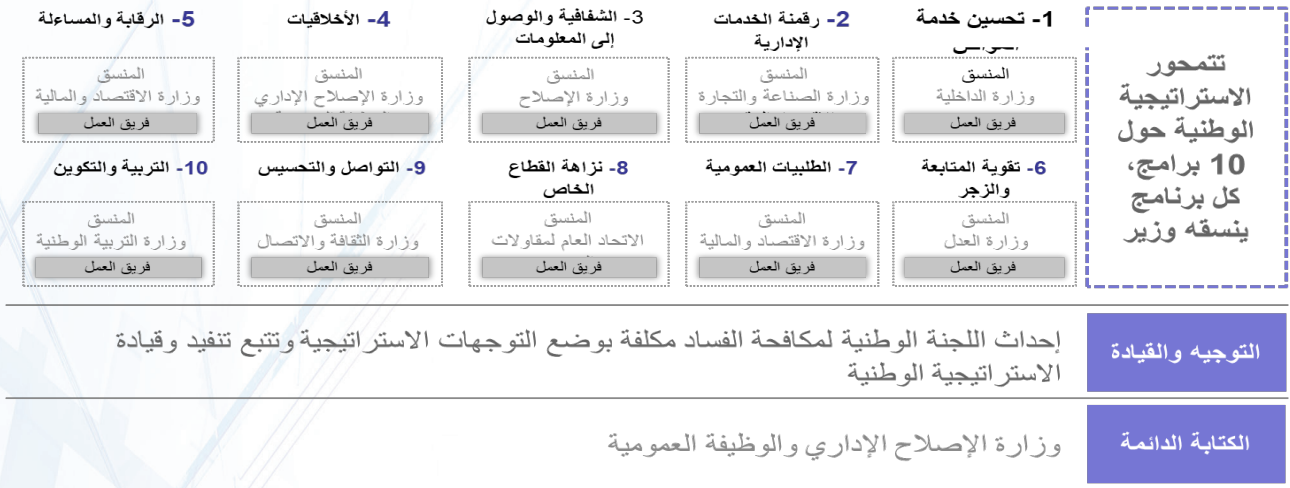 تتمحور
الاستراتيجية
الوطنية حول
10 برامج،
كل برنامج
ينسقه وزير
1- تحسين خدمة
المنسق
وزارة الداخلية
فريق العمل
2- رقمنة الخدمات
الإدارية
المنسق
وزارة الصناعة والتجارة
فريق العمل
3- الشفافية والوصول
إلى المعلومات
المنسق
وزارة الإصلاح
فريق العمل
4- الأخلاقيات
المنسق
وزارة الإصلاح الإداري
فريق العمل
5- الرقابة والمساءلة
المنسق
وزارة الاقتصاد والمالية
فريق العمل
6- تقوية المتابعة
والزجر
المنسق
وزارة العدل
فريق العمل
7- الطلبيات العمومية
المنسق
وزارة الاقتصاد والمالية
فريق العمل
8- نزاهة القطاع
الخاص
المنسق
الاتحاد العام لمقاولات
فريق العمل
9- التواصل والتحسيس
المنسق
وزارة الثقافة والاتصال
فريق العمل
10- التربية والتكوين
المنسق
وزارة التربية الوطنية
فريق العمل
التوجيه والقيادة
إحداث اللجنة الوطنية لمكافحة الفساد مكلفة بوضع التوجهات الاستراتيجية وتتبع تنفيد وقيادة
الاستراتيجية الوطنية
الكتابة الدائمة
وزارة الإصلاح الإداري والوظيفة العمومية